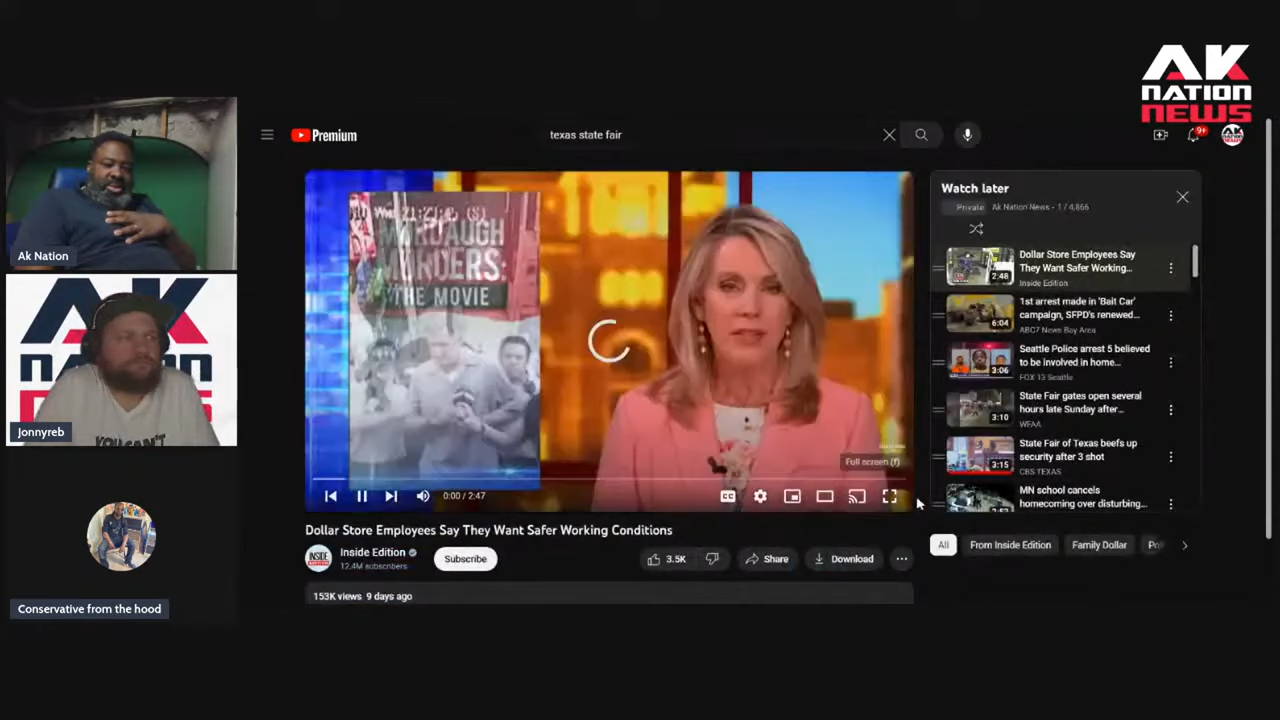 AK
NATION
NEWS
Premium
texas state fair
9+
Ak Nation
AK
Jonnyreb
YOU CAN'T
Conservative from the hood
MURDAUGH
MURDERS:
THE MOVIE
Full screen (f)
CC
0:00 / 2:47
Dollar Store Employees Say They Want Safer Working Conditions
INSIDE
Inside Edition
12.4M subscribers
Subscribe
3.5K
Share
Download
153K views 9 days ago
Watch later
Private
Ak Nation News - 1 / 4,866
2:48
Dollar Store Employees Say
They Want Safer Working...
Inside Edition
6:04
1st arrest made in 'Bait Car'
campaign, SFPD's renewed...
ABC7 News Bay Area
3:06
Seattle Police arrest 5 believed
to be involved in home...
FOX 13 Seattle
3:10
State Fair gates open several
hours late Sunday after...
WFAA
3:15
State Fair of Texas beefs up
security after 3 shot
CBS TEXAS
MN school cancels
homecoming over disturbing...
All
From Inside Edition
Family Dollar